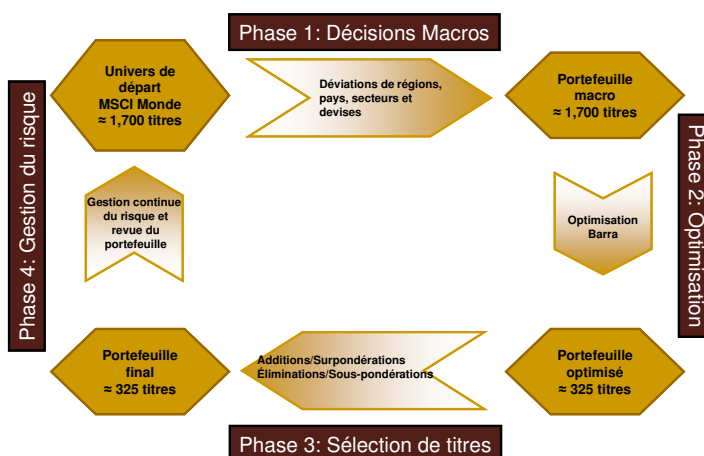 Phase 1: Décisions Macros
Univers de
départ
MSCI Monde
≈ 1,700 titres
Déviations de régions,
pays, secteurs et
devises
Portefeuille
macro
≈ 1,700 titres
Phase 2: Optimisation
Optimisation
Barra
Portefeuille
optimisé
≈ 325 titres
Phase 3: Sélection de titres
Additions/Surpondérations
Éliminations/Sous-pondérations
Portefeuille
final
≈ 325 titres
Phase 4: Gestion du risque
Gestion continue
du risque et
revue du
portefeuille